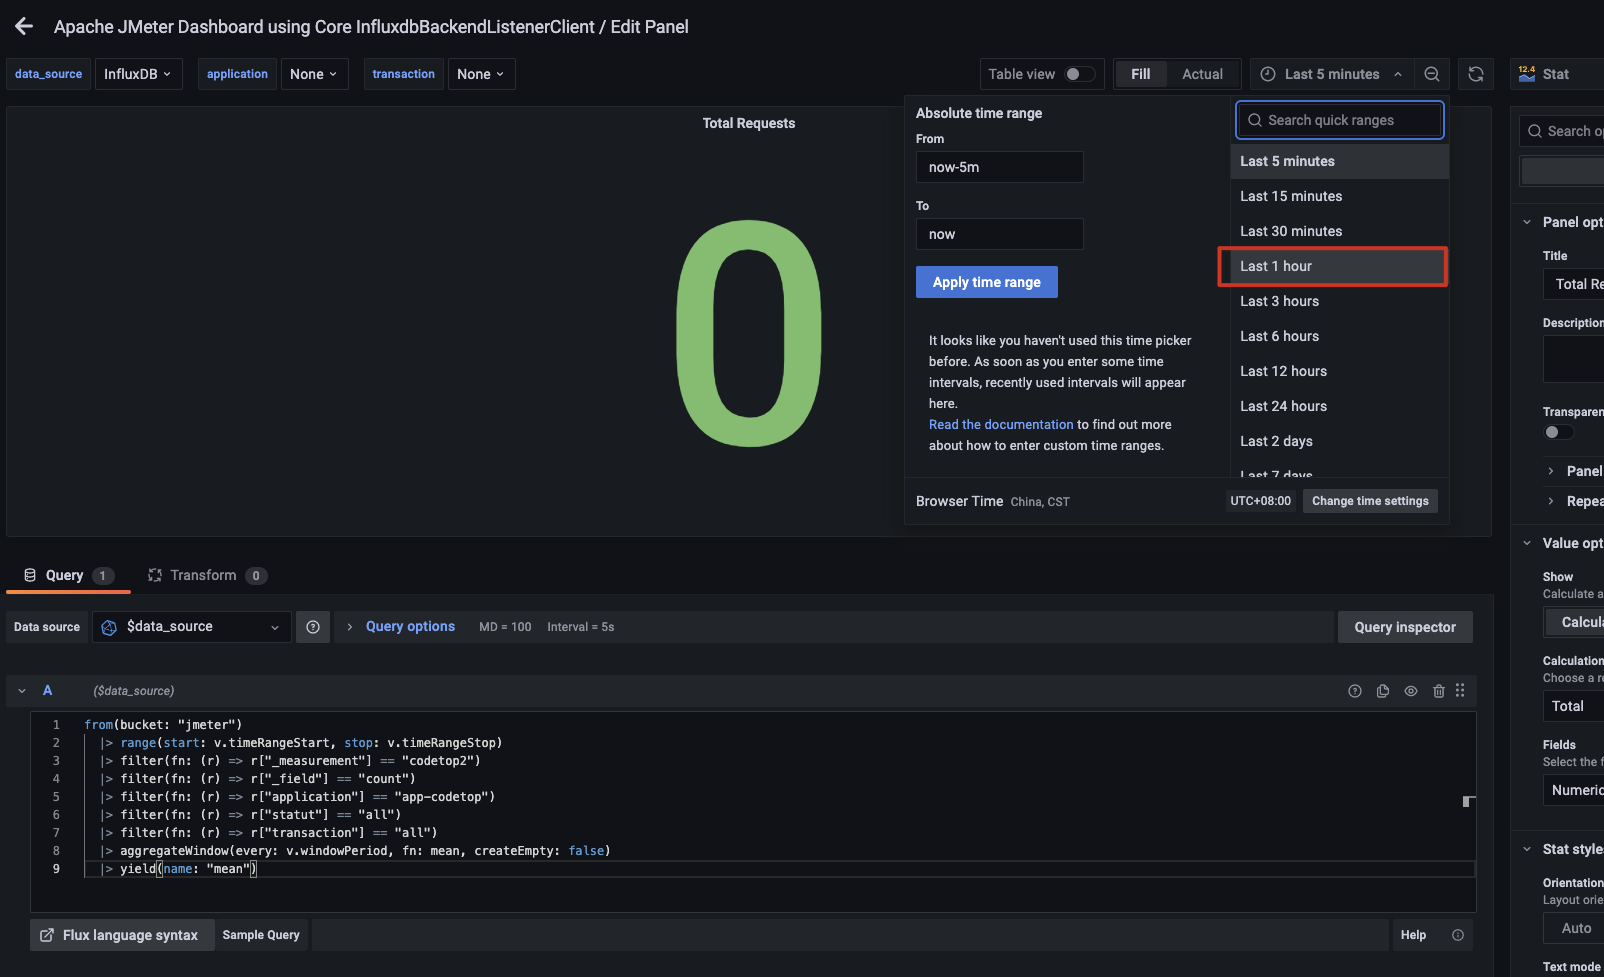 Apache JMeter Dashboard using Core InfluxdbBackendListenerClient / Edit Panel
data_source InfluxDB application None transaction None Table view Fill Actual Last 5 minutes 12.4 Stat
Total Requests
0
Absolute time range
From
now-5m
To
now
Apply time range
It looks like you haven't used this time picker
before. As soon as you enter some time
intervals, recently used intervals will appear
here.
Read the documentation to find out more
about how to enter custom time ranges.
Search quick ranges
Last 5 minutes
Last 15 minutes
Last 30 minutes
Last 1 hour
Last 3 hours
Last 6 hours
Last 12 hours
Last 24 hours
Last 2 days
Last 7 days
Browser Time China, CST UTC+08:00 Change time settings
Query 1 Transform 0
Data source $data_source Query options MD = 100 Interval = 5s Query inspector
A ($data_source)
1 from(bucket: "jmeter")
2 |> range(start: v.timeRangeStart, stop: v.timeRangeStop)
3 |> filter(fn: (r) => r["_measurement"] == "codetop2")
4 |> filter(fn: (r) => r["_field"] == "count")
5 |> filter(fn: (r) => r["application"] == "app-codetop")
6 |> filter(fn: (r) => r["statut"] == "all")
7 |> filter(fn: (r) => r["transaction"] == "all")
8 |> aggregateWindow(every: v.windowPeriod, fn: mean, createEmpty: false)
9 |> yield(name: "mean")
Flux language syntax Sample Query Help
Search op
Panel opt
Title
Total Re
Description
Transparen
Panel
Repea
Value opt
Show
Calculate a
Calcula
Calculation
Choose a re
Total
Fields
Select the f
Numeric
Stat style
Orientation
Layout orie
Auto
Text mode